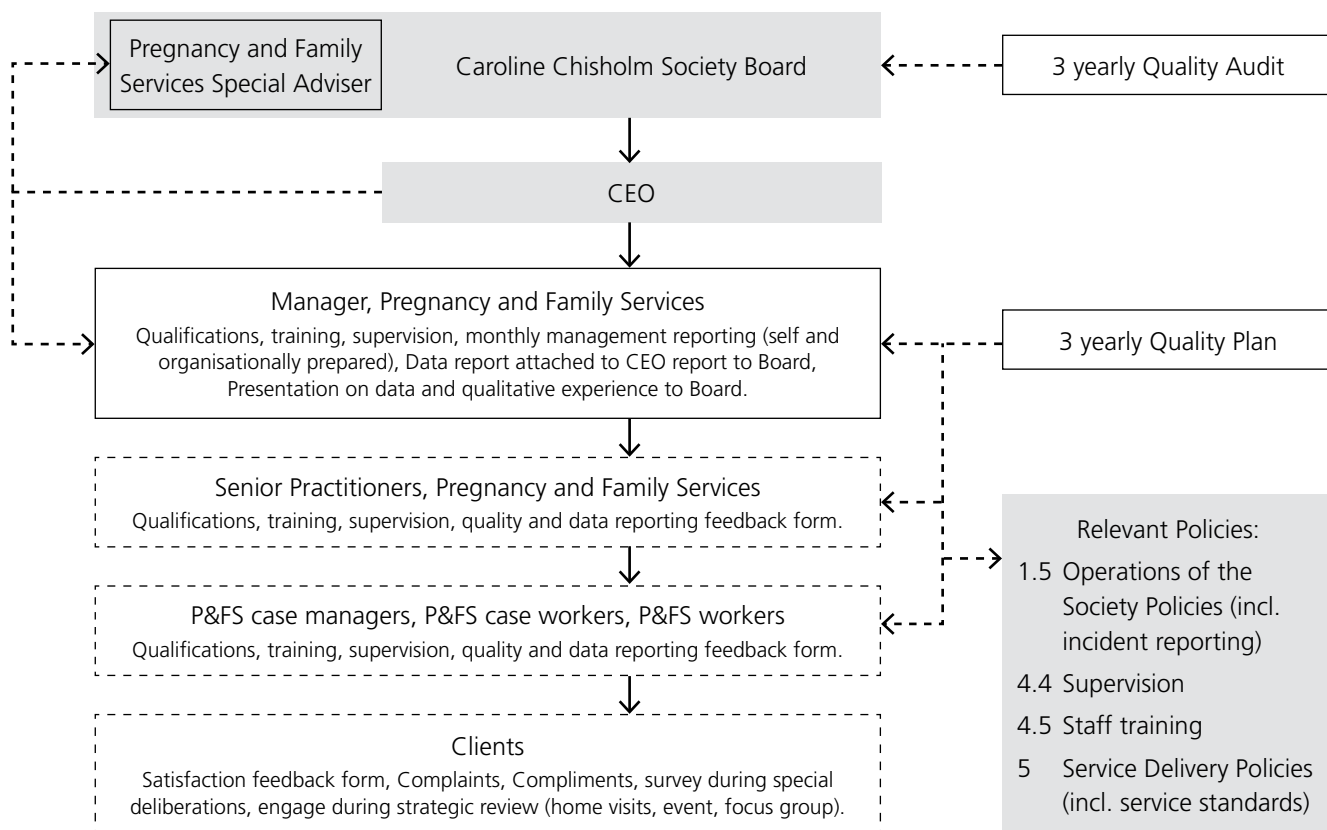 Pregnancy and Family
Services Special Adviser
Caroline Chisholm Society Board
3 yearly Quality Audit
CEO
Manager, Pregnancy and Family Services
Qualifications, training, supervision, monthly management reporting (self and
organisationally prepared), Data report attached to CEO report to Board,
Presentation on data and qualitative experience to Board.
3 yearly Quality Plan
Senior Practitioners, Pregnancy and Family Services
Qualifications, training, supervision, quality and data reporting feedback form.
P&FS case managers, P&FS case workers, P&FS workers
Qualifications, training, supervision, quality and data reporting feedback form.
Clients
Satisfaction feedback form, Complaints, Compliments, survey during special
deliberations, engage during strategic review (home visits, event, focus group).
Relevant Policies:
1.5 Operations of the
Society Policies (incl.
incident reporting)
4.4 Supervision
4.5 Staff training
5 Service Delivery Policies
(incl. service standards)